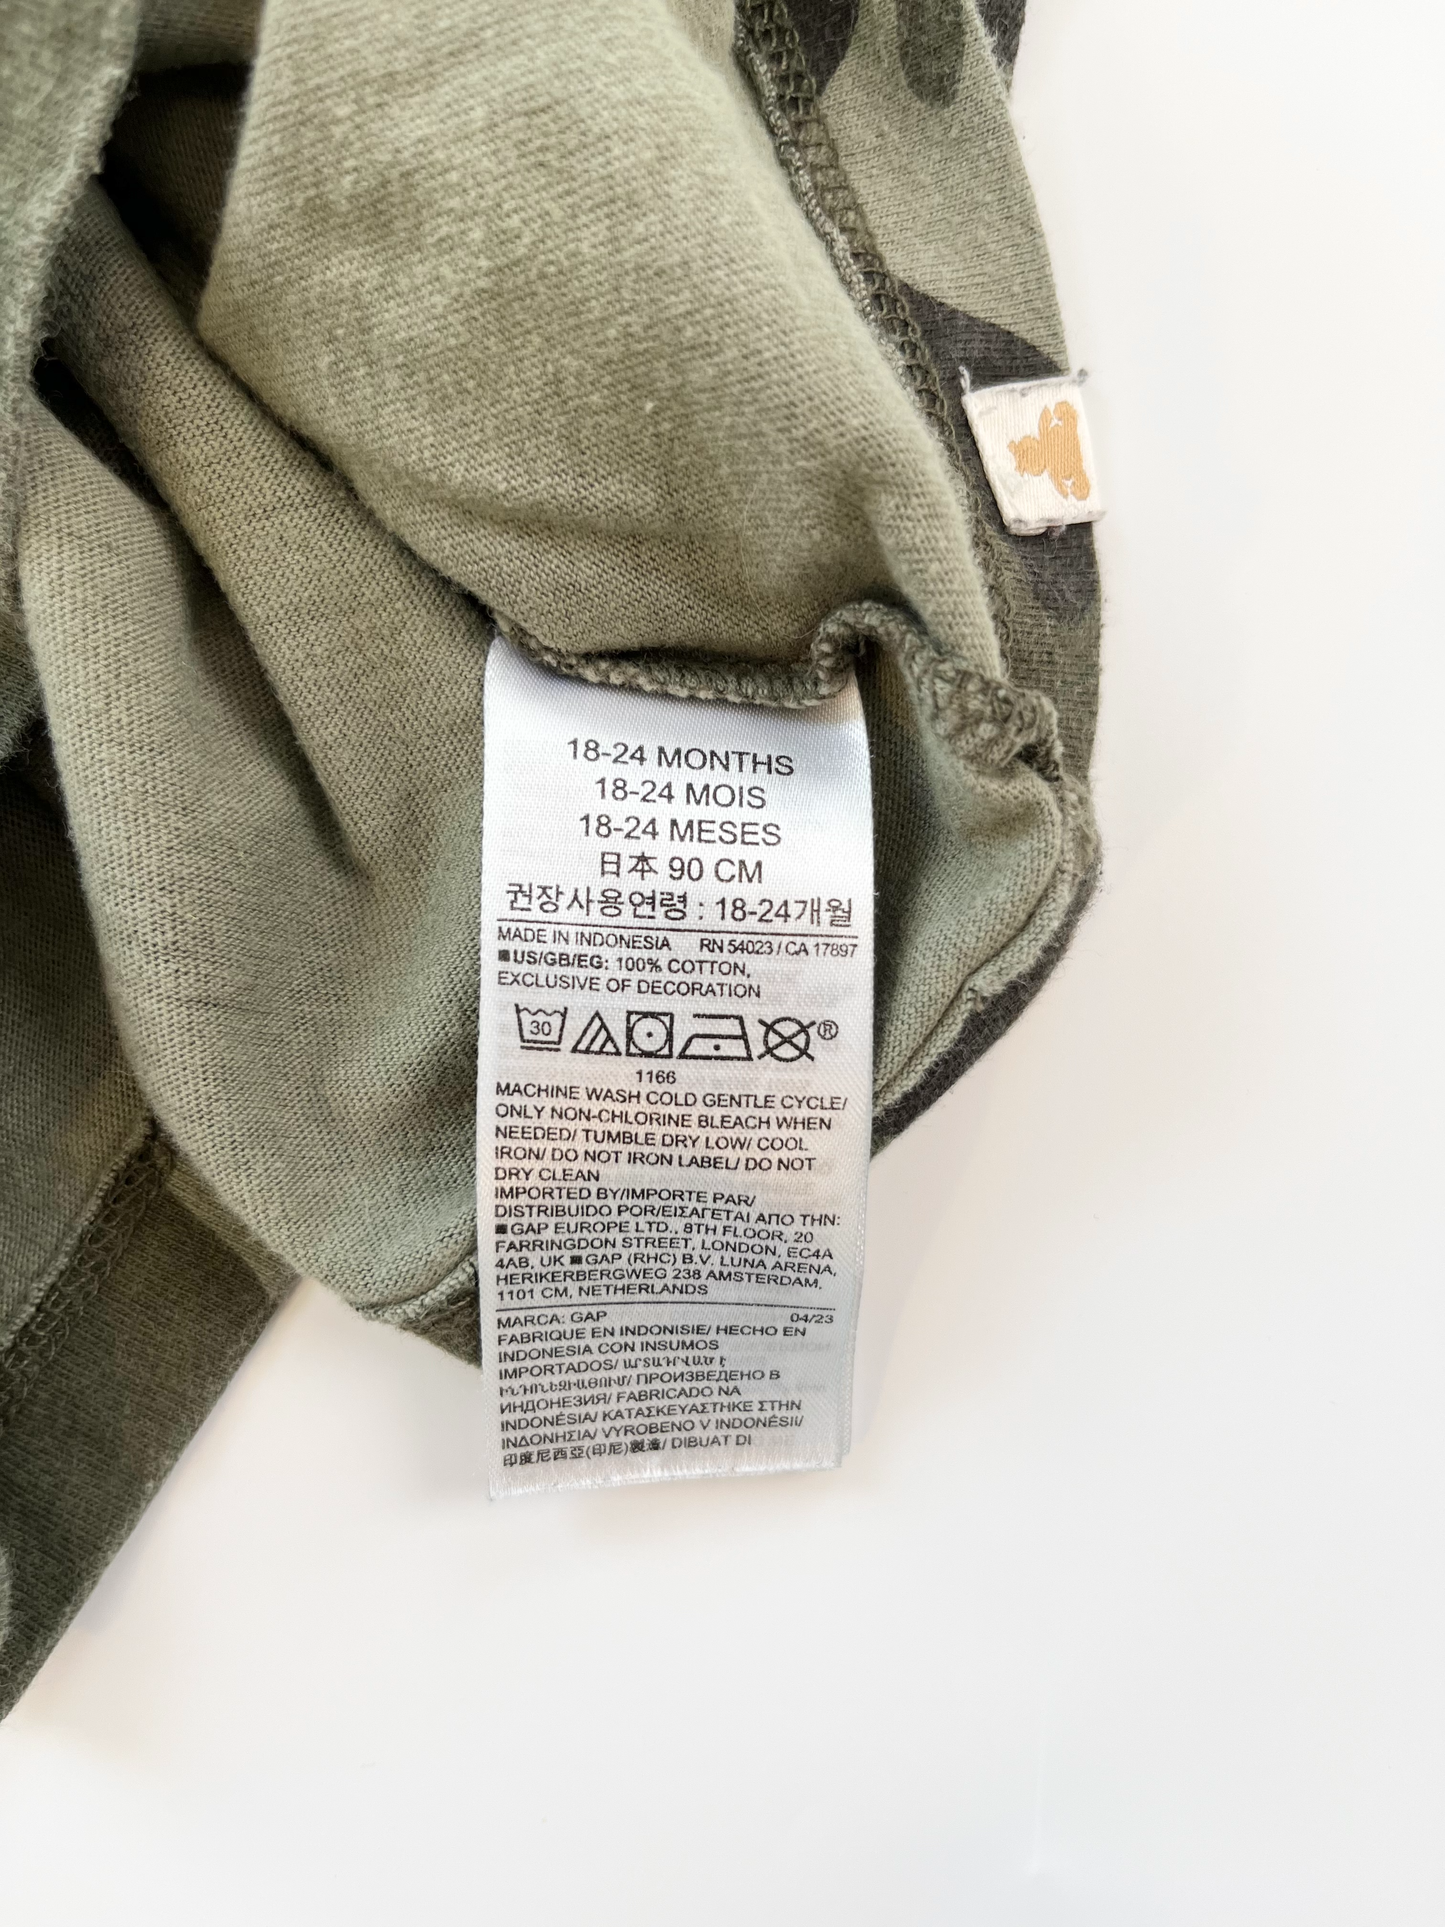 18-24 MONTHS
18-24 MOIS
18-24 MESES
日本 90 CM
권장사용연령 : 18-24개월
MADE IN INDONESIA RN 54023 / CA 17897
US/GB/EG: 100% COTTON,
EXCLUSIVE OF DECORATION
30 ®
1166
MACHINE WASH COLD GENTLE CYCLE/
ONLY NON-CHLORINE BLEACH WHEN
NEEDED/ TUMBLE DRY LOW/ COOL
IRON/ DO NOT IRON LABEL/ DO NOT
DRY CLEAN
IMPORTED BY/IMPORTE PAR/
DISTRIBUIDO POR/ΕΙΣΑΓΕΤΑΙ ΑΠΟ ΤΗΝ:
GAP EUROPE LTD., 8TH FLOOR, 20
FARRINGDON STREET, LONDON, EC4A
4AB, UK GAP (RHC) B.V. LUNA ARENA,
HERIKERBERGWEG 238 AMSTERDAM,
1101 CM, NETHERLANDS
MARCA: GAP 04/23
FABRIQUE EN INDONISIE/ HECHO EN
INDONESIA CON INSUMOS
IMPORTADOS/ ԱՐՏԱԴՐՎԱԾ Է
ԻՆԴՈՆԵԶԻԱՅՈՒՄ/ ПРОИЗВЕДЕНО В
ИНДОНЕЗИЯ/ FABRICADO NA
INDONÉSIA/ ΚΑΤΑΣΚΕΥΑΣΤΗΚΕ ΣΤΗΝ
ΙΝΔΟΝΗΣΙΑ/ VYROBENO V INDONÉSII/
印度尼西亞(印尼)製造/ DIBUAT DI